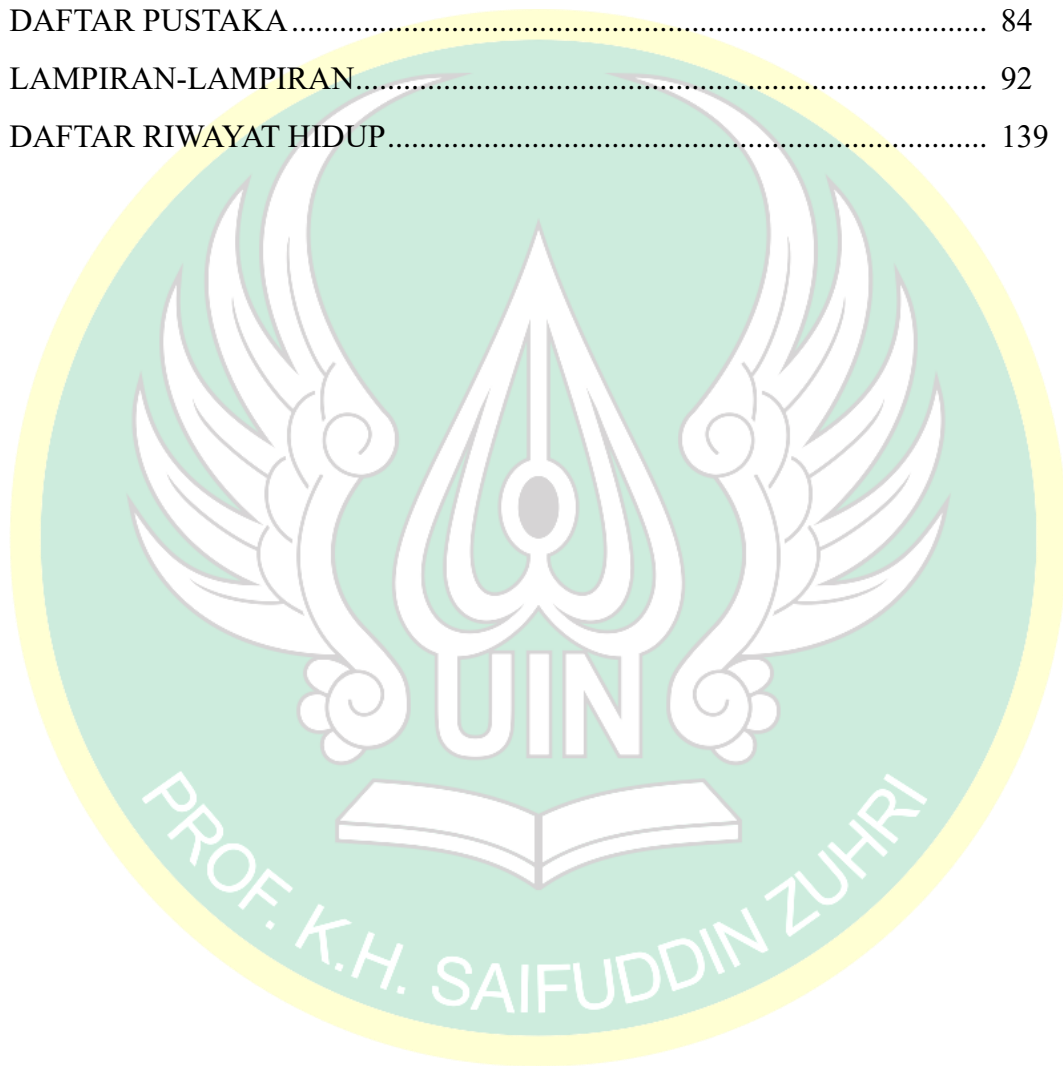 DAFTAR PUSTAKA ........................................................................................ 84
LAMPIRAN-LAMPIRAN................................................................................ 92
DAFTAR RIWAYAT HIDUP ........................................................................... 139
UIN
PROF. K.H. SAIFUDDIN ZUHRI